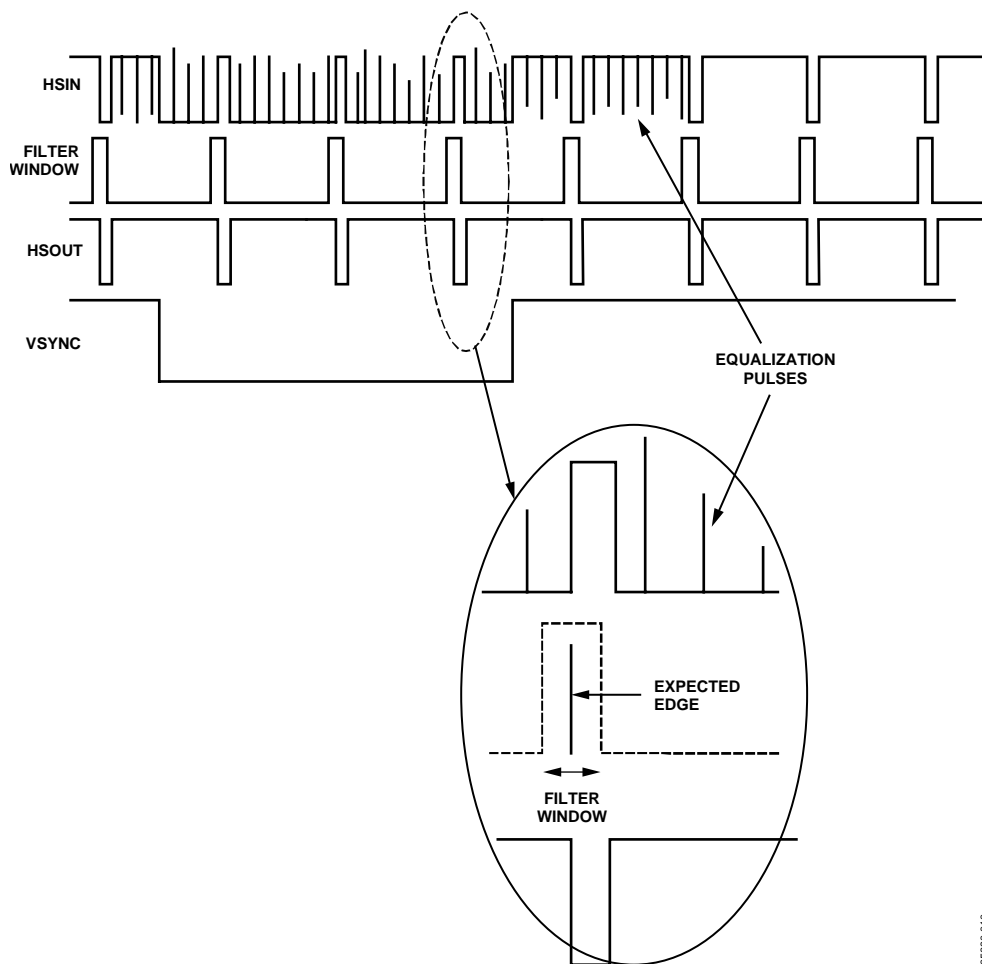 HSIN
FILTER
WINDOW
HSOUT
VSYNC
EQUALIZATION
PULSES
EXPECTED
EDGE
FILTER
WINDOW